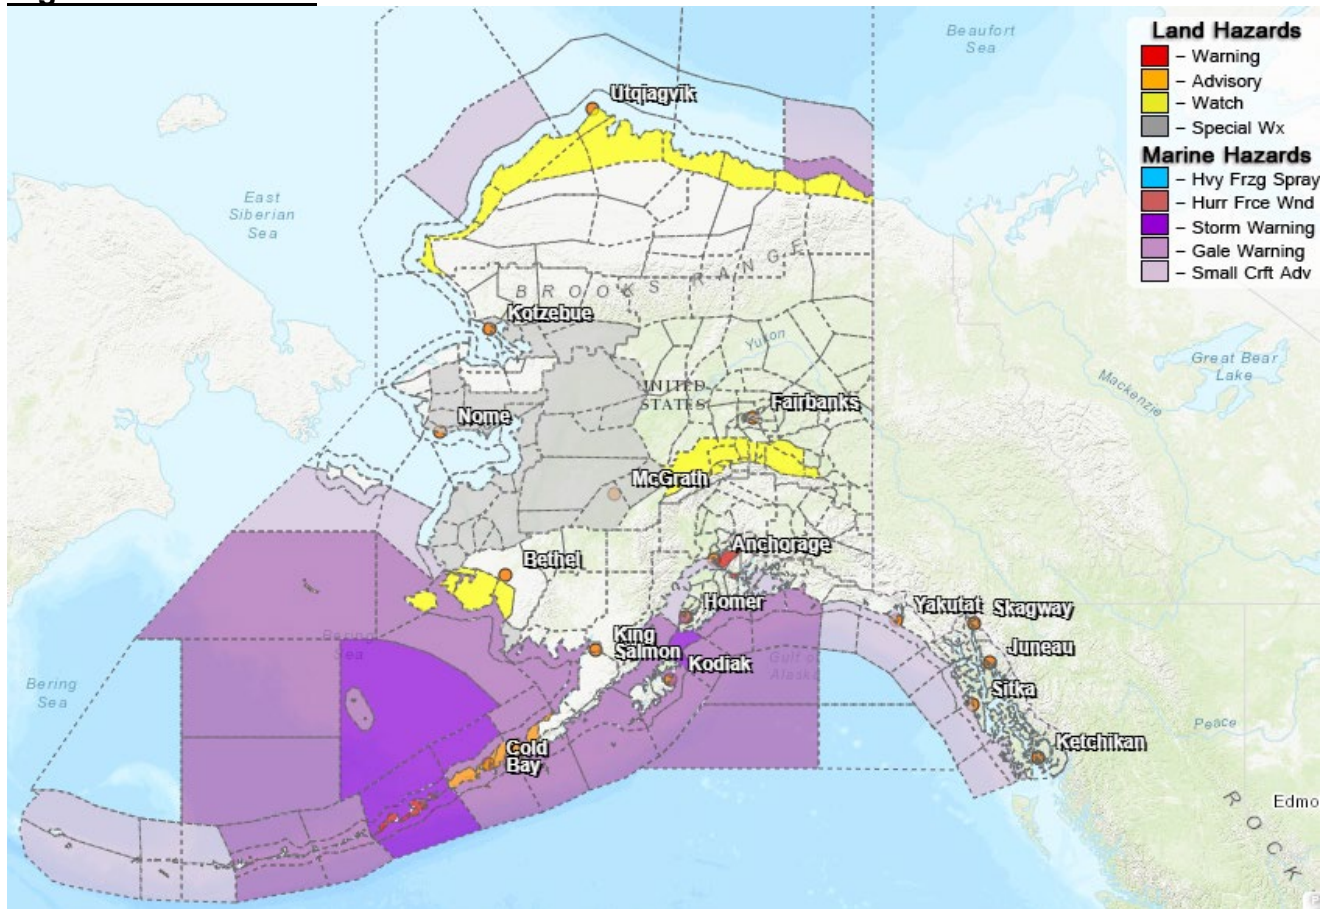 Beaufort
Sea
Land Hazards
– Warning
– Advisory
– Watch
– Special Wx
Marine Hazards
– Hvy Frzg Spray
– Hurr Frce Wnd
– Storm Warning
– Gale Warning
– Small Crft Adv
Utqiagvik
East
Siberian
Sea
BROOKS RANGE
Kotzebue
Yukon
Great Bear
Lake
Mackenzie
UNITED
STATES
Fairbanks
Nome
McGrath
Anchorage
Bethel
Homer
Yakutat
Skagway
Bering
Sea
King
Salmon
Juneau
Kodiak
Gulf of
Alaska
Bering
Sea
Sitka
Peace
Cold
Bay
Ketchikan
Edmo
ROCK